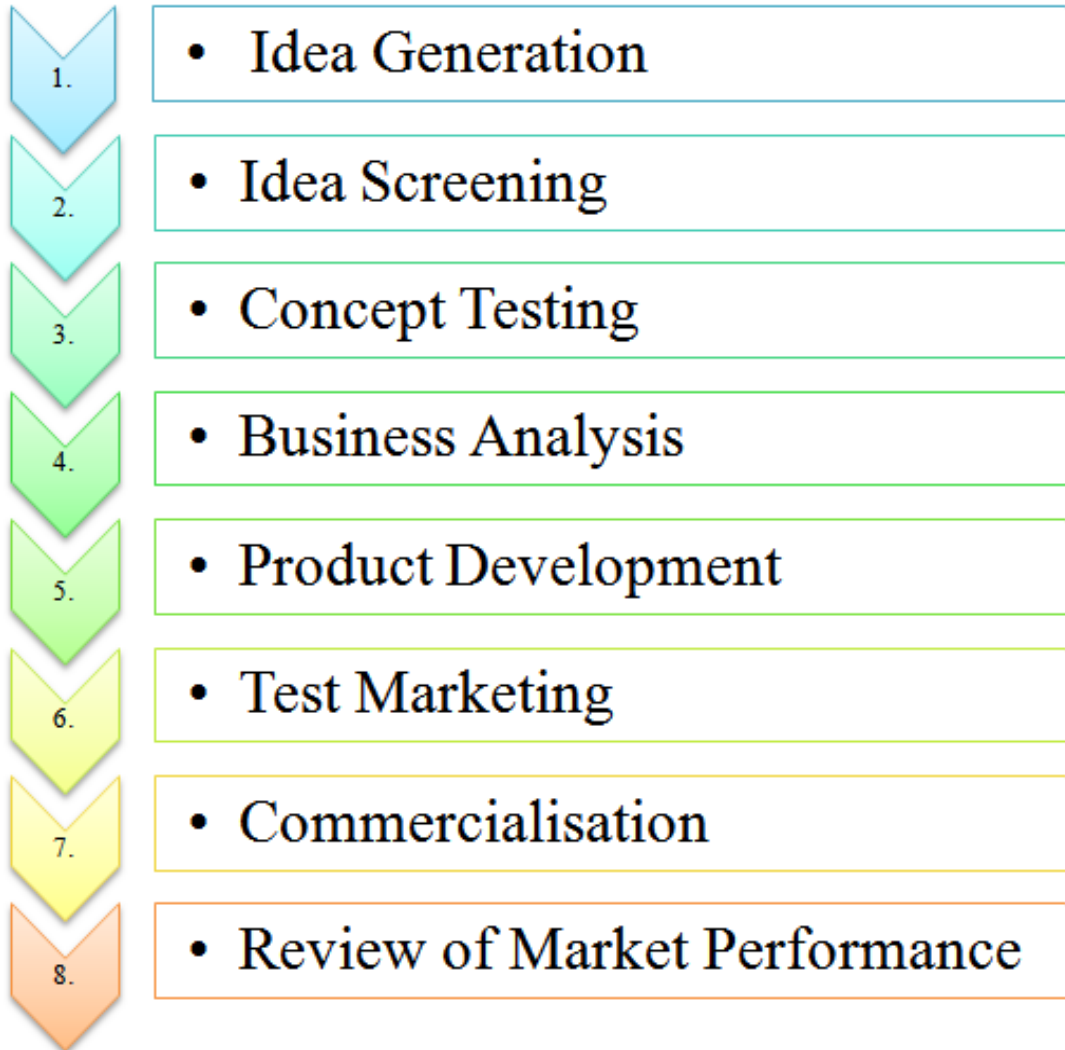 1. • Idea Generation
2. • Idea Screening
3. • Concept Testing
4. • Business Analysis
5. • Product Development
6. • Test Marketing
7. • Commercialisation
8. • Review of Market Performance